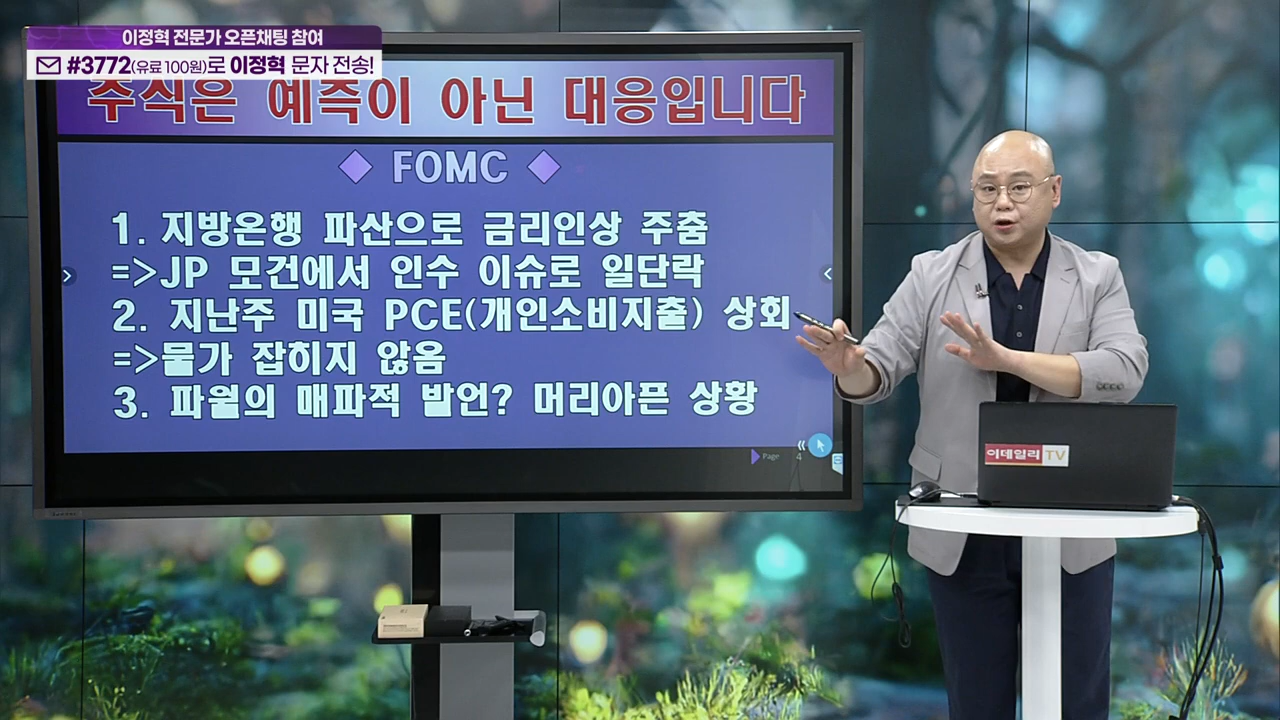 이정혁 전문가 오픈채팅 참여
#3772(유료 100원)로 이정혁 문자 전송!
주식은 예측이 아닌 대응입니다
◆ FOMC ◆
1. 지방은행 파산으로 금리인상 주춤
=>JP 모건에서 인수 이슈로 일단락
2. 지난주 미국 PCE(개인소비지출) 상회
=>물가 잡히지 않음
3. 파월의 매파적 발언? 머리아픈 상황
Page 4
이데일리 TV